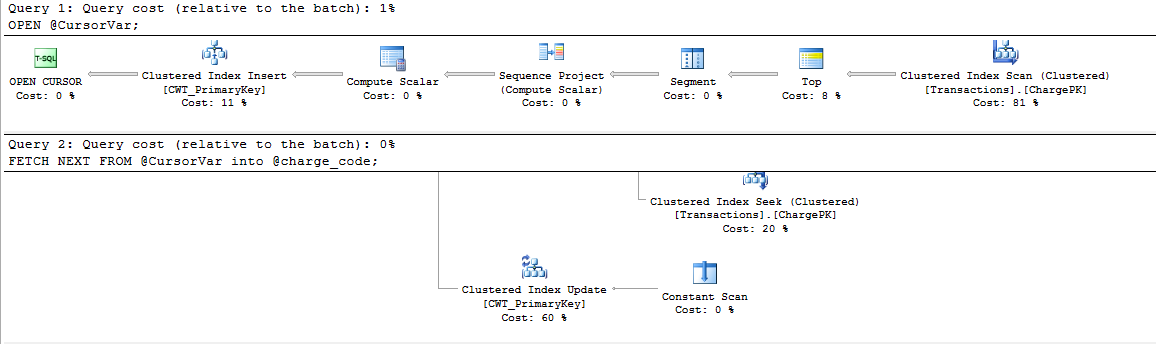 Query 1: Query cost (relative to the batch): 1%
OPEN @CursorVar;
T-SQL
OPEN CURSOR
Cost: 0 %
Clustered Index Insert
[CWT_PrimaryKey]
Cost: 11 %
Compute Scalar
Cost: 0 %
Sequence Project
(Compute Scalar)
Cost: 0 %
Segment
Cost: 0 %
Top
Cost: 8 %
Clustered Index Scan (Clustered)
[Transactions].[ChargePK]
Cost: 81 %
Query 2: Query cost (relative to the batch): 0%
FETCH NEXT FROM @CursorVar into @charge_code;
Clustered Index Seek (Clustered)
[Transactions].[ChargePK]
Cost: 20 %
Clustered Index Update
[CWT_PrimaryKey]
Cost: 60 %
Constant Scan
Cost: 0 %